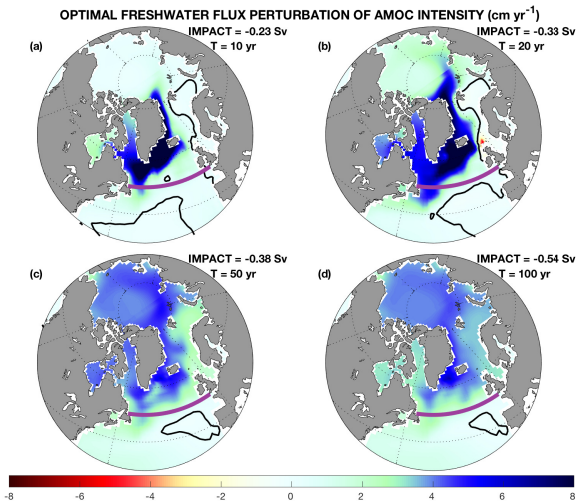 OPTIMAL FRESHWATER FLUX PERTURBATION OF AMOC INTENSITY (cm yr⁻¹)
(a) IMPACT = -0.23 Sv
T = 10 yr
(b) IMPACT = -0.33 Sv
T = 20 yr
(c) IMPACT = -0.38 Sv
T = 50 yr
(d) IMPACT = -0.54 Sv
T = 100 yr
-8 -6 -4 -2 0 2 4 6 8